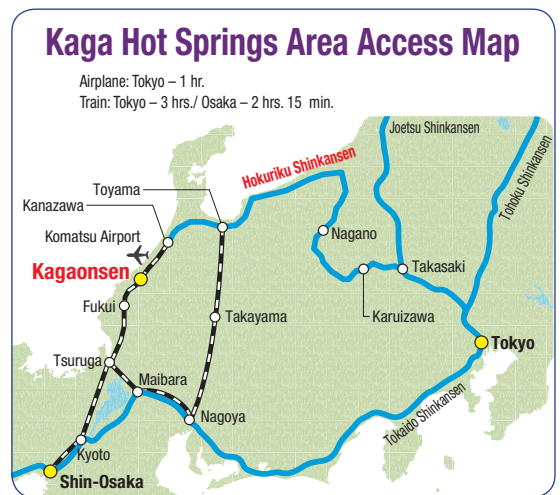 Kaga Hot Springs Area Access Map
Airplane: Tokyo – 1 hr.
Train: Tokyo – 3 hrs./ Osaka – 2 hrs. 15 min.
Joetsu Shinkansen
Tohoku Shinkansen
Hokuriku Shinkansen
Toyama
Kanazawa
Komatsu Airport
Nagano
Kagaonsen
Takasaki
Fukui
Takayama
Karuizawa
Tokyo
Tsuruga
Maibara
Nagoya
Tokaido Shinkansen
Kyoto
Shin-Osaka